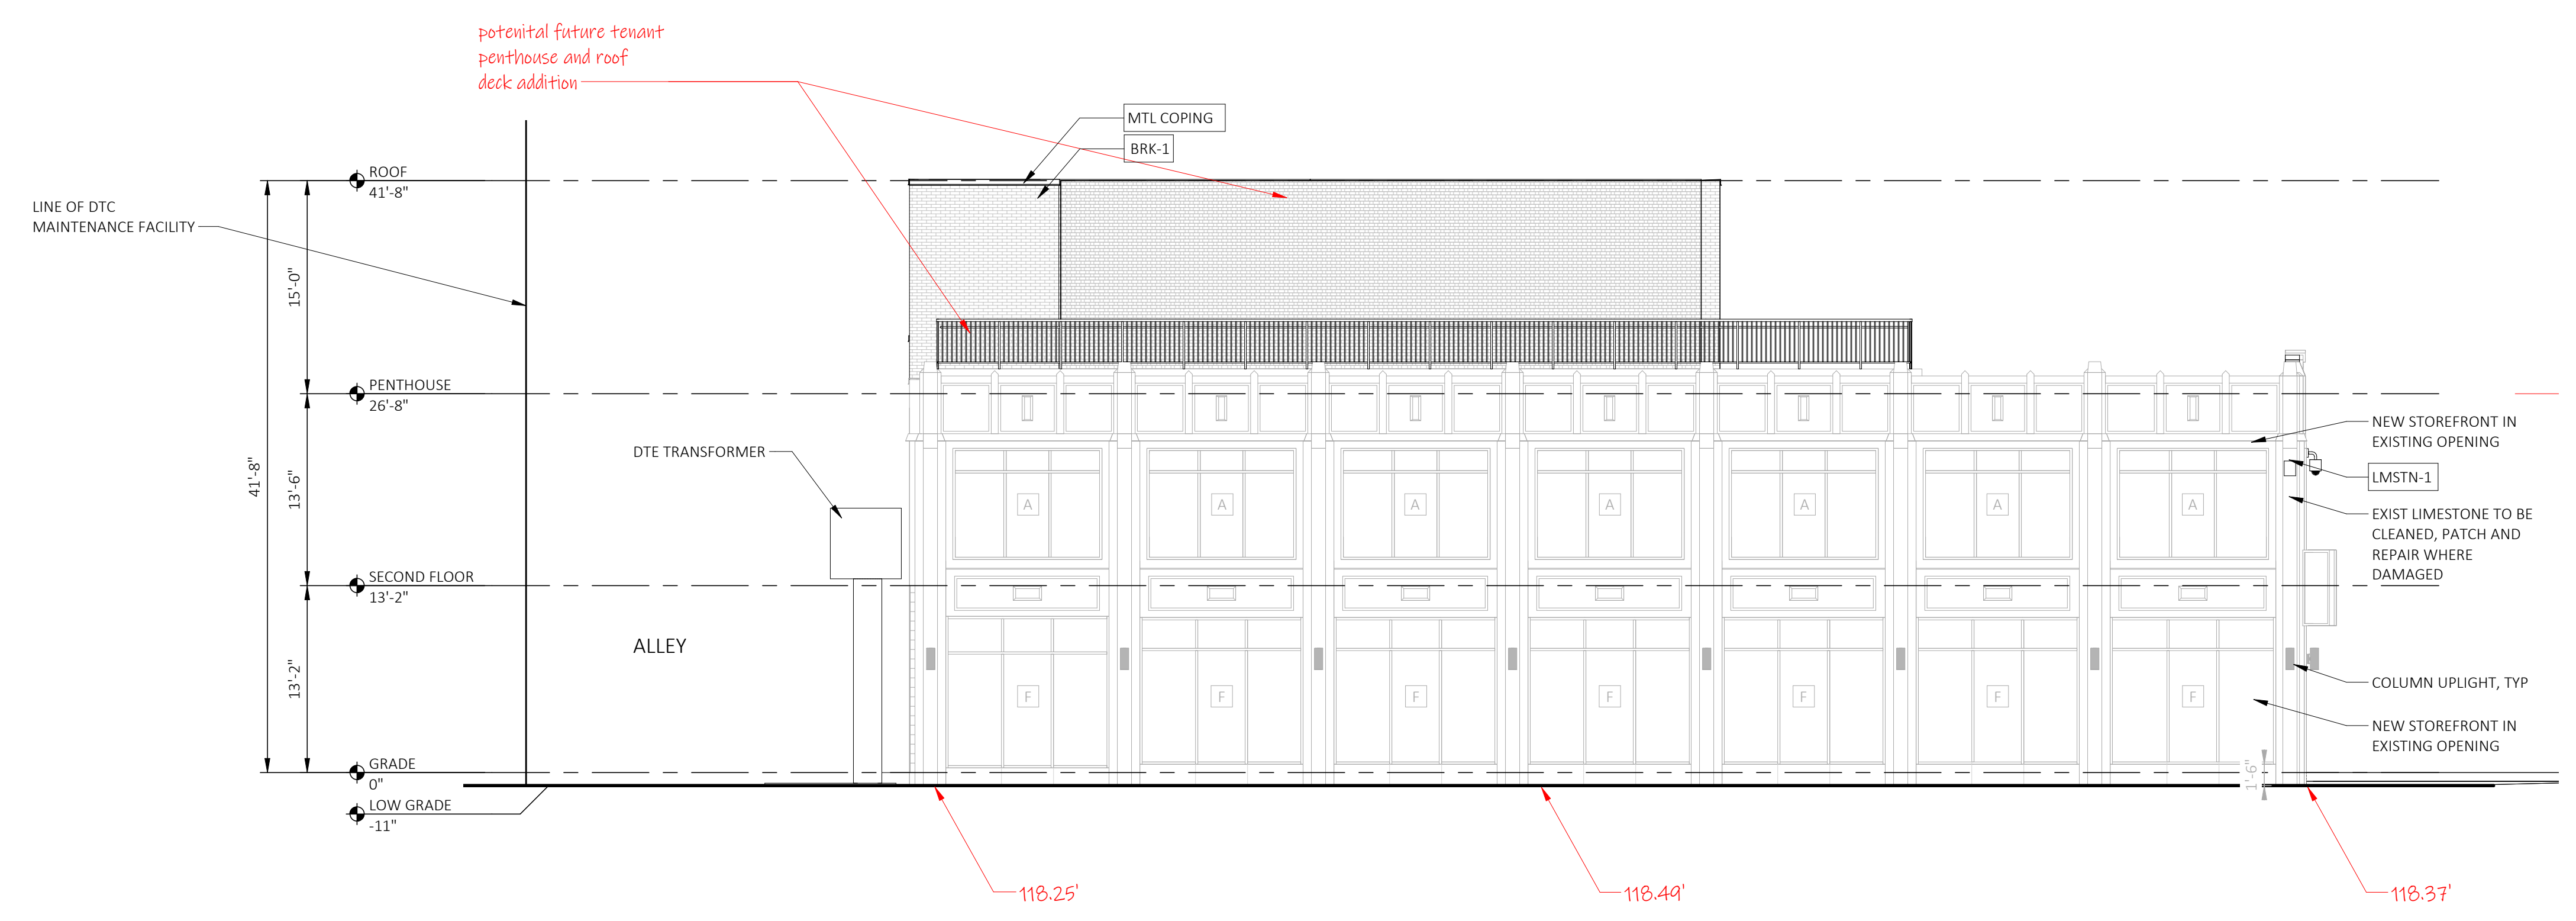 potenital future tenant
penthouse and roof
deck addition
MTL COPING
BRK-1
ROOF
41'-8"
LINE OF DTC
MAINTENANCE FACILITY
15'-0"
PENTHOUSE
26'-8"
41'-8"
13'-6"
DTE TRANSFORMER
NEW STOREFRONT IN
EXISTING OPENING
LMSTN-1
A A A A A A A
EXIST LIMESTONE TO BE
CLEANED, PATCH AND
REPAIR WHERE
DAMAGED
SECOND FLOOR
13'-2"
ALLEY
13'-2"
F F F F F F F
COLUMN UPLIGHT, TYP
NEW STOREFRONT IN
EXISTING OPENING
GRADE
0"
1'-6"
LOW GRADE
-11"
118.25'
118.49'
118.37'